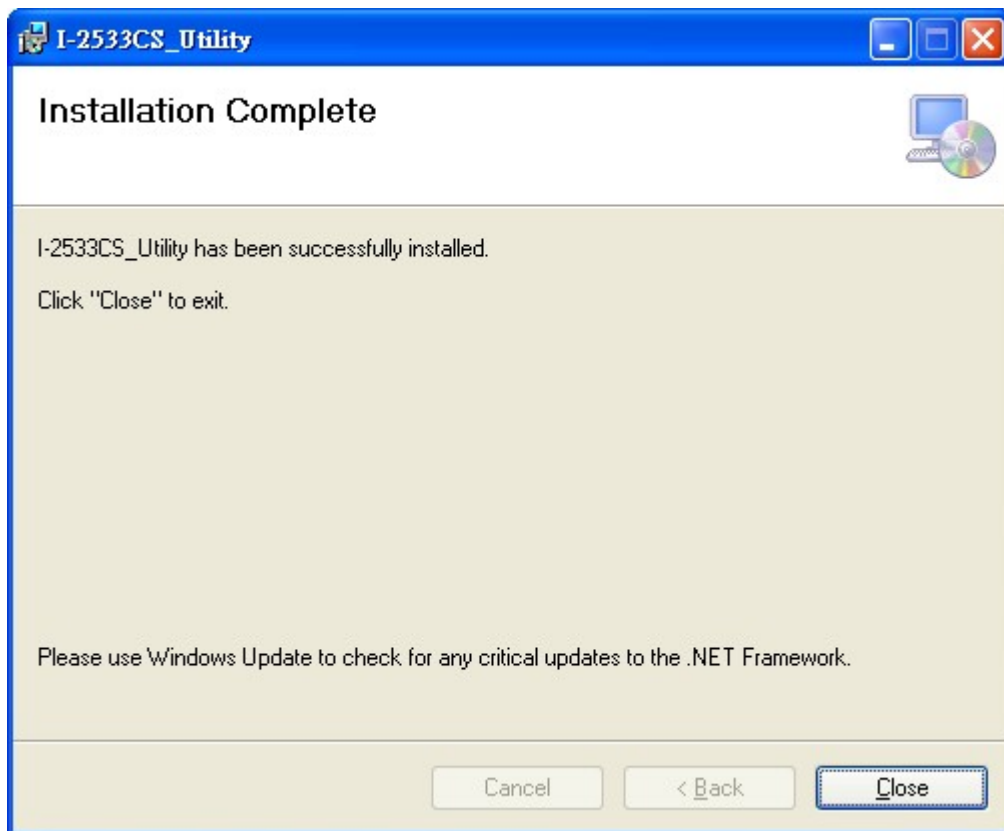 I-2533CS_Utility
Installation Complete
I-2533CS_Utility has been successfully installed.
Click "Close" to exit.
Please use Windows Update to check for any critical updates to the .NET Framework.
Cancel
< Back
Close